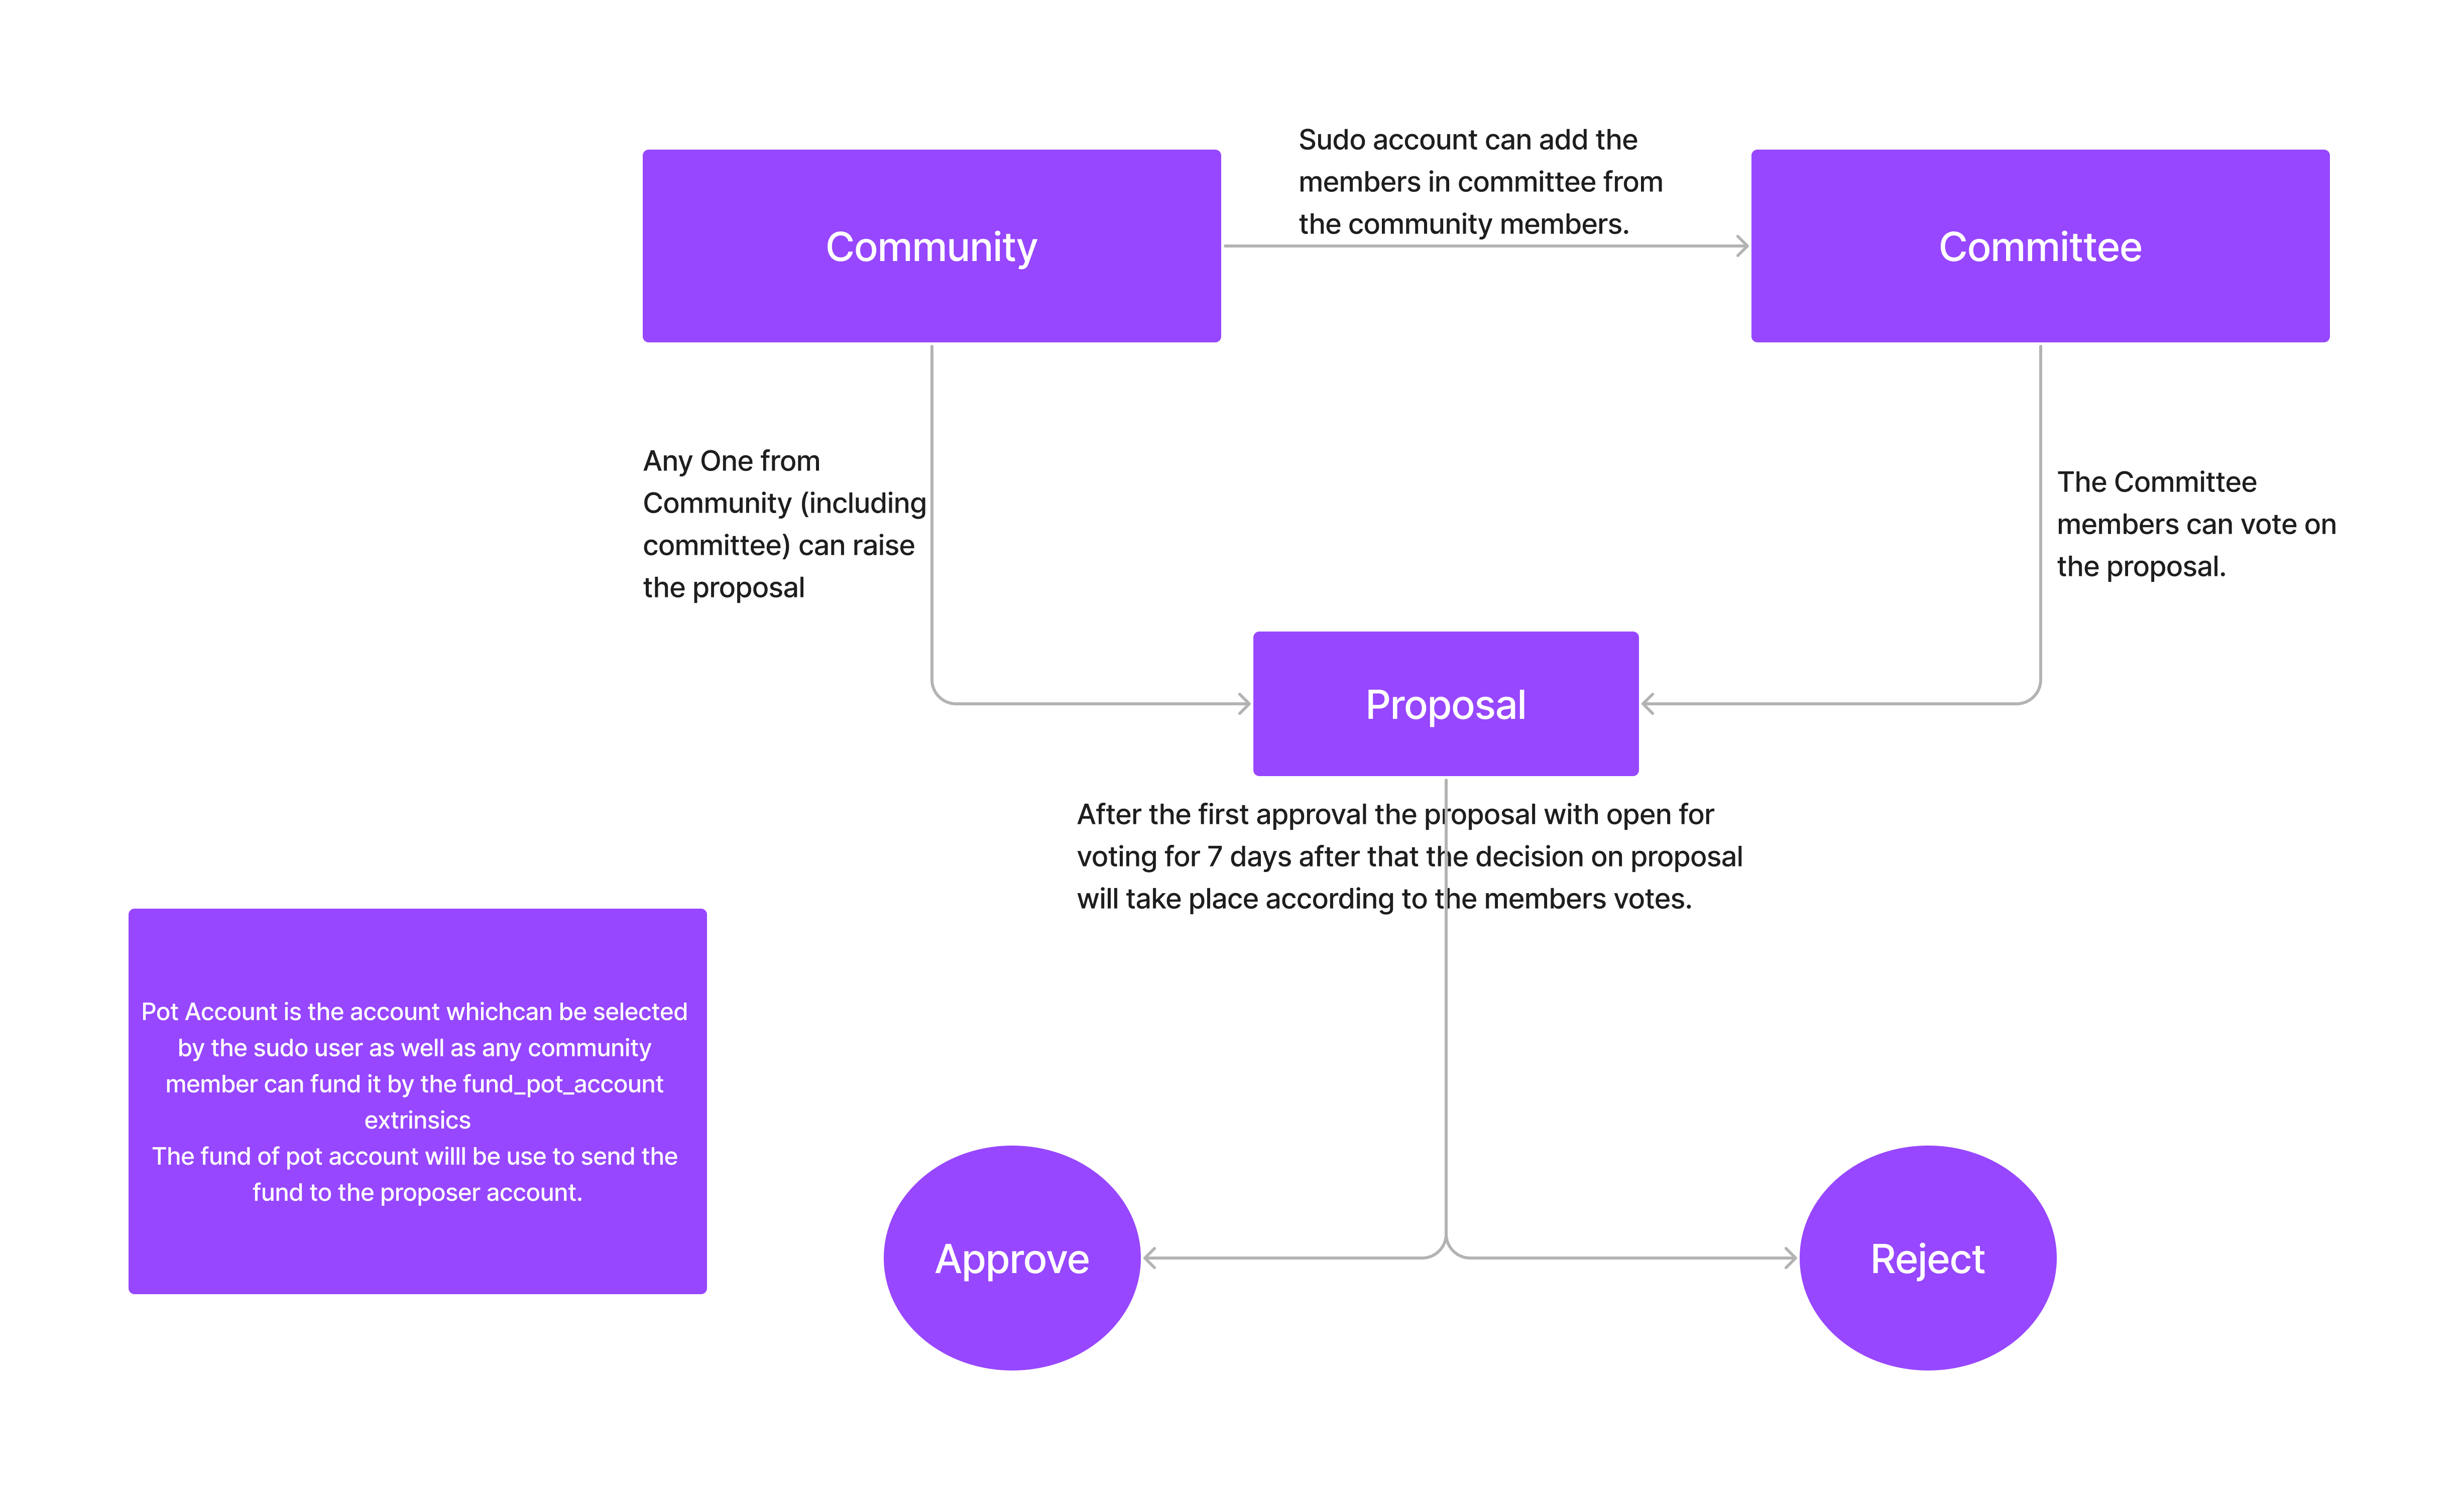 Sudo account can add the
members in committee from
the community members.
Community
Committee
Any One from
Community (including
committee) can raise
the proposal
The Committee
members can vote on
the proposal.
Proposal
After the first approval the proposal with open for
voting for 7 days after that the decision on proposal
will take place according to the members votes.
Pot Account is the account whichcan be selected
by the sudo user as well as any community
member can fund it by the fund_pot_account
extrinsics
The fund of pot account willl be use to send the
fund to the proposer account.
Approve
Reject